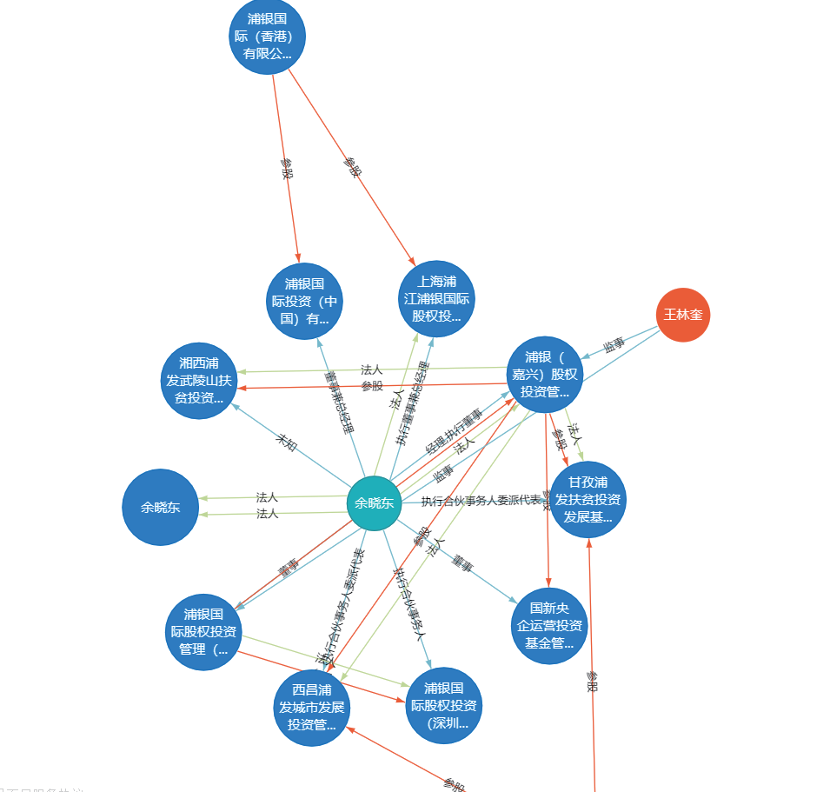 浦银国
际（香港）
有限公...
参股
参股
浦银国
际投资（中
国）有...
上海浦
江浦银国际
股权投...
王林奎
监事
浦银（
嘉兴）股权
投资管...
湘西浦
发武陵山扶
贫投资...
法人
参股
董事兼总经理
法人
执行董事兼总经理
经理,执行董事
法人
监事
参股
法人
未知
甘孜浦
发扶贫投资
发展基...
余晓东
法人
法人
余晓东
执行合伙事务人委派代表
参股
参股
法人
董事
董事
执行合伙事务人委派代表
执行合伙事务人
浦银国
际股权投资
管理（...
国新央
企运营投资
基金管...
法人
西昌浦
发城市发展
投资管...
浦银国
际股权投资
（深圳...
参股
参股